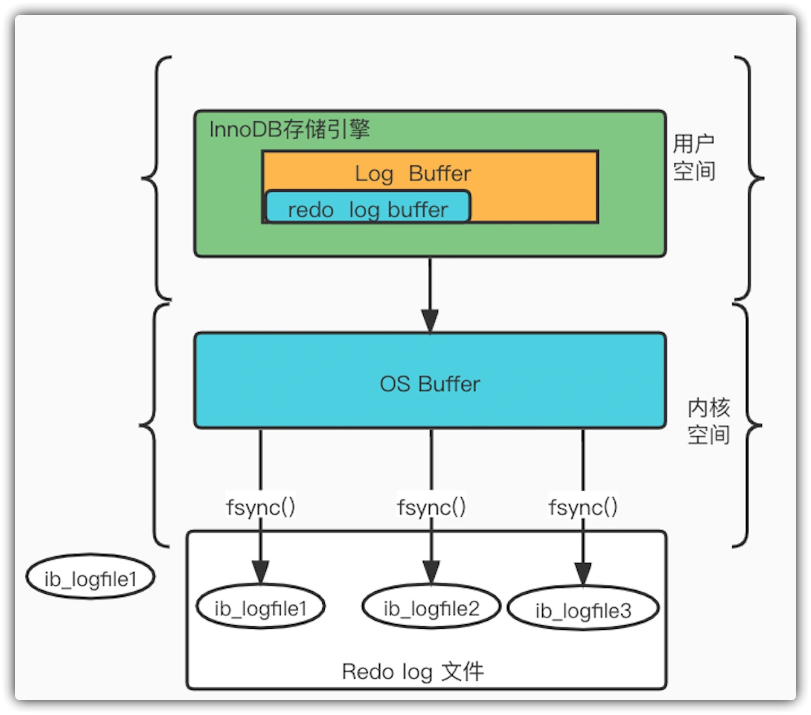 InnoDB存储引擎
用户
空间
Log Buffer
redo log buffer
OS Buffer
内核
空间
fsync()
fsync()
fsync()
ib_logfile1
ib_logfile1
ib_logfile2
ib_logfile3
Redo log 文件